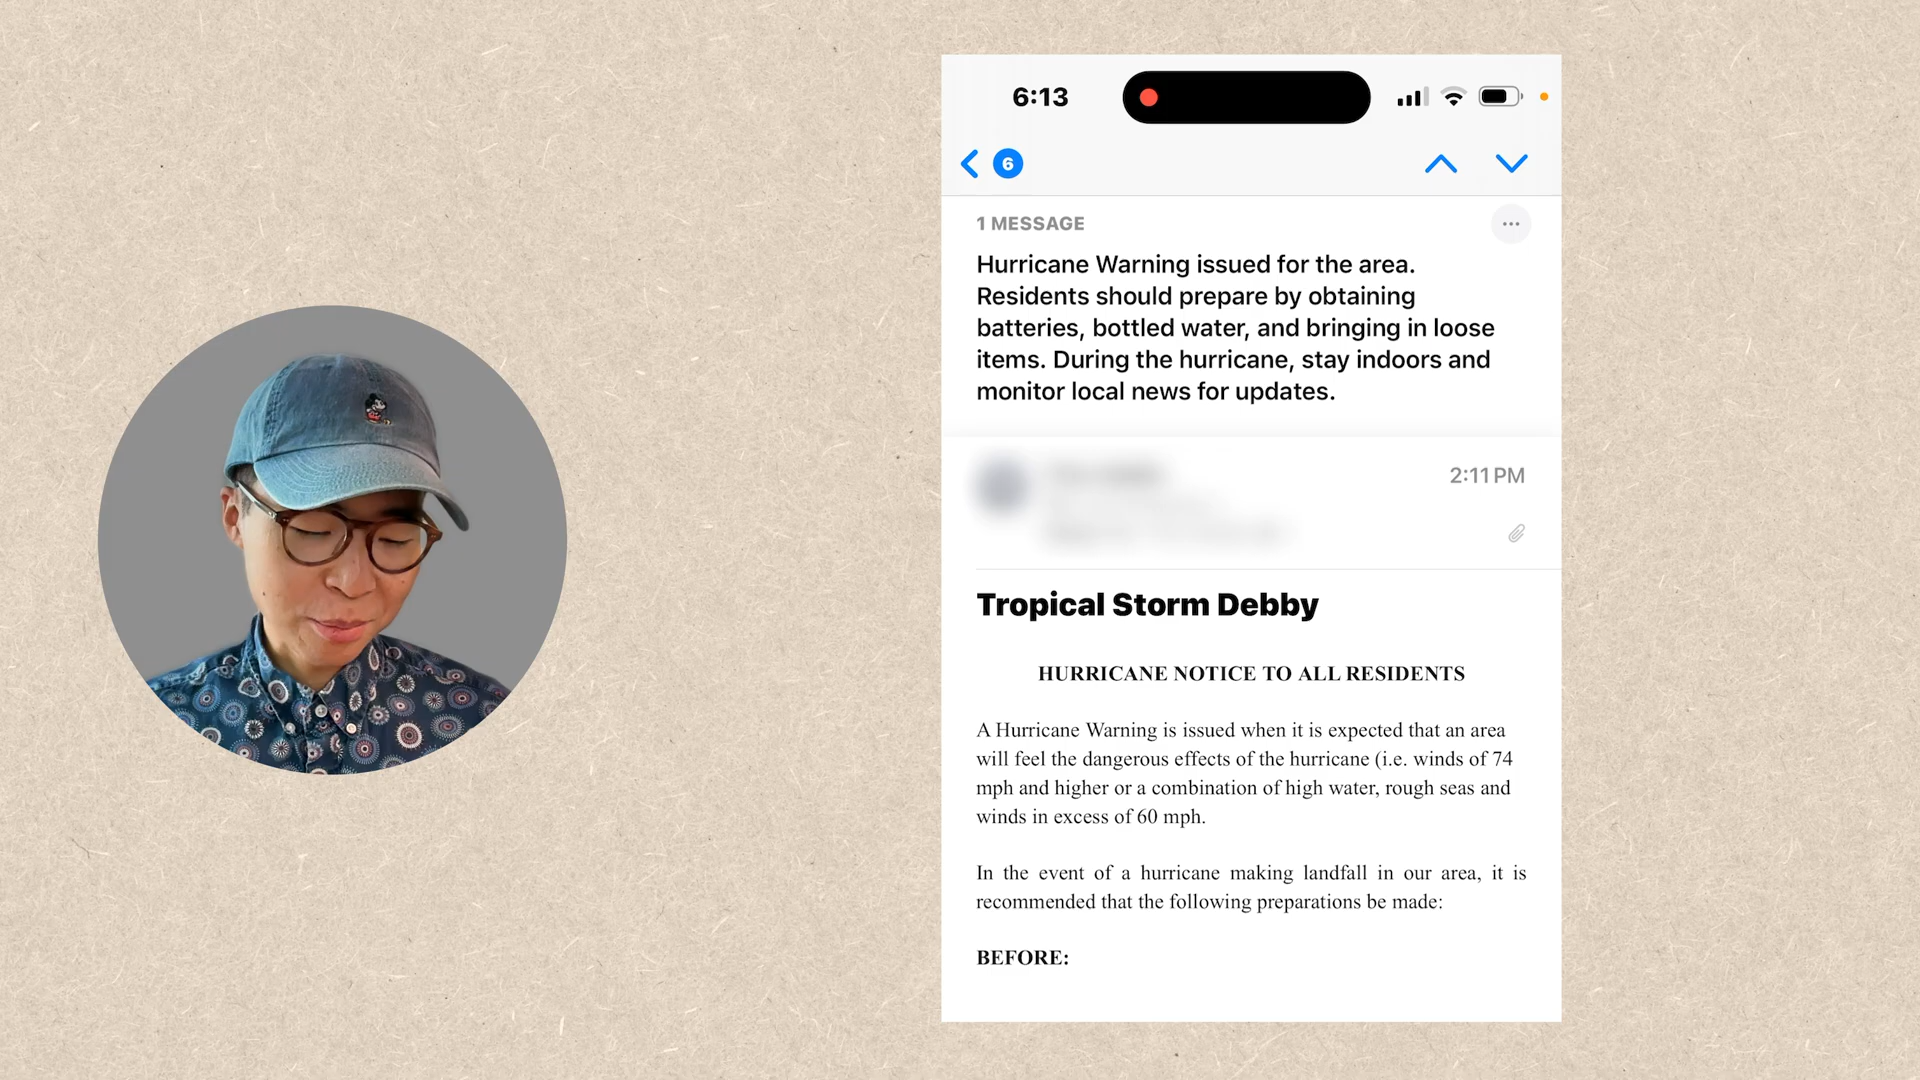 6:13
6
1 MESSAGE
Hurricane Warning issued for the area.
Residents should prepare by obtaining
batteries, bottled water, and bringing in loose
items. During the hurricane, stay indoors and
monitor local news for updates.
2:11 PM
Tropical Storm Debby
HURRICANE NOTICE TO ALL RESIDENTS
A Hurricane Warning is issued when it is expected that an area
will feel the dangerous effects of the hurricane (i.e. winds of 74
mph and higher or a combination of high water, rough seas and
winds in excess of 60 mph.
In the event of a hurricane making landfall in our area, it is
recommended that the following preparations be made:
BEFORE: